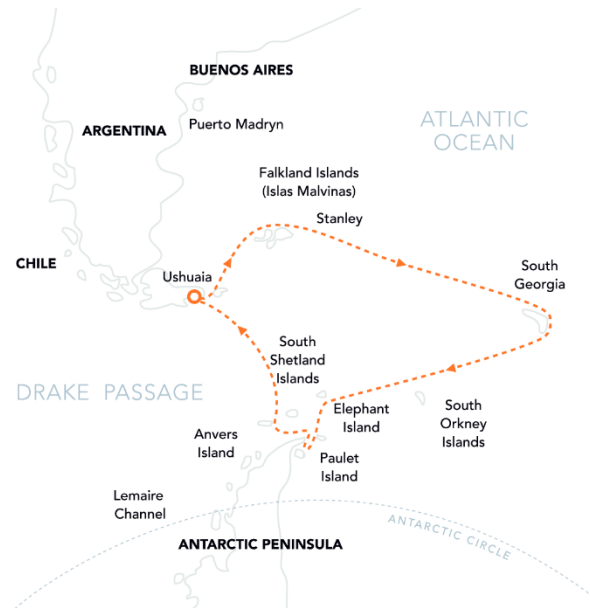 BUENOS AIRES
ARGENTINA
Puerto Madryn
ATLANTIC
OCEAN
Falkland Islands
(Islas Malvinas)
Stanley
CHILE
Ushuaia
South
Georgia
South
Shetland
Islands
DRAKE PASSAGE
Elephant
Island
South
Orkney
Islands
Anvers
Island
Paulet
Island
Lemaire
Channel
ANTARCTIC CIRCLE
ANTARCTIC PENINSULA